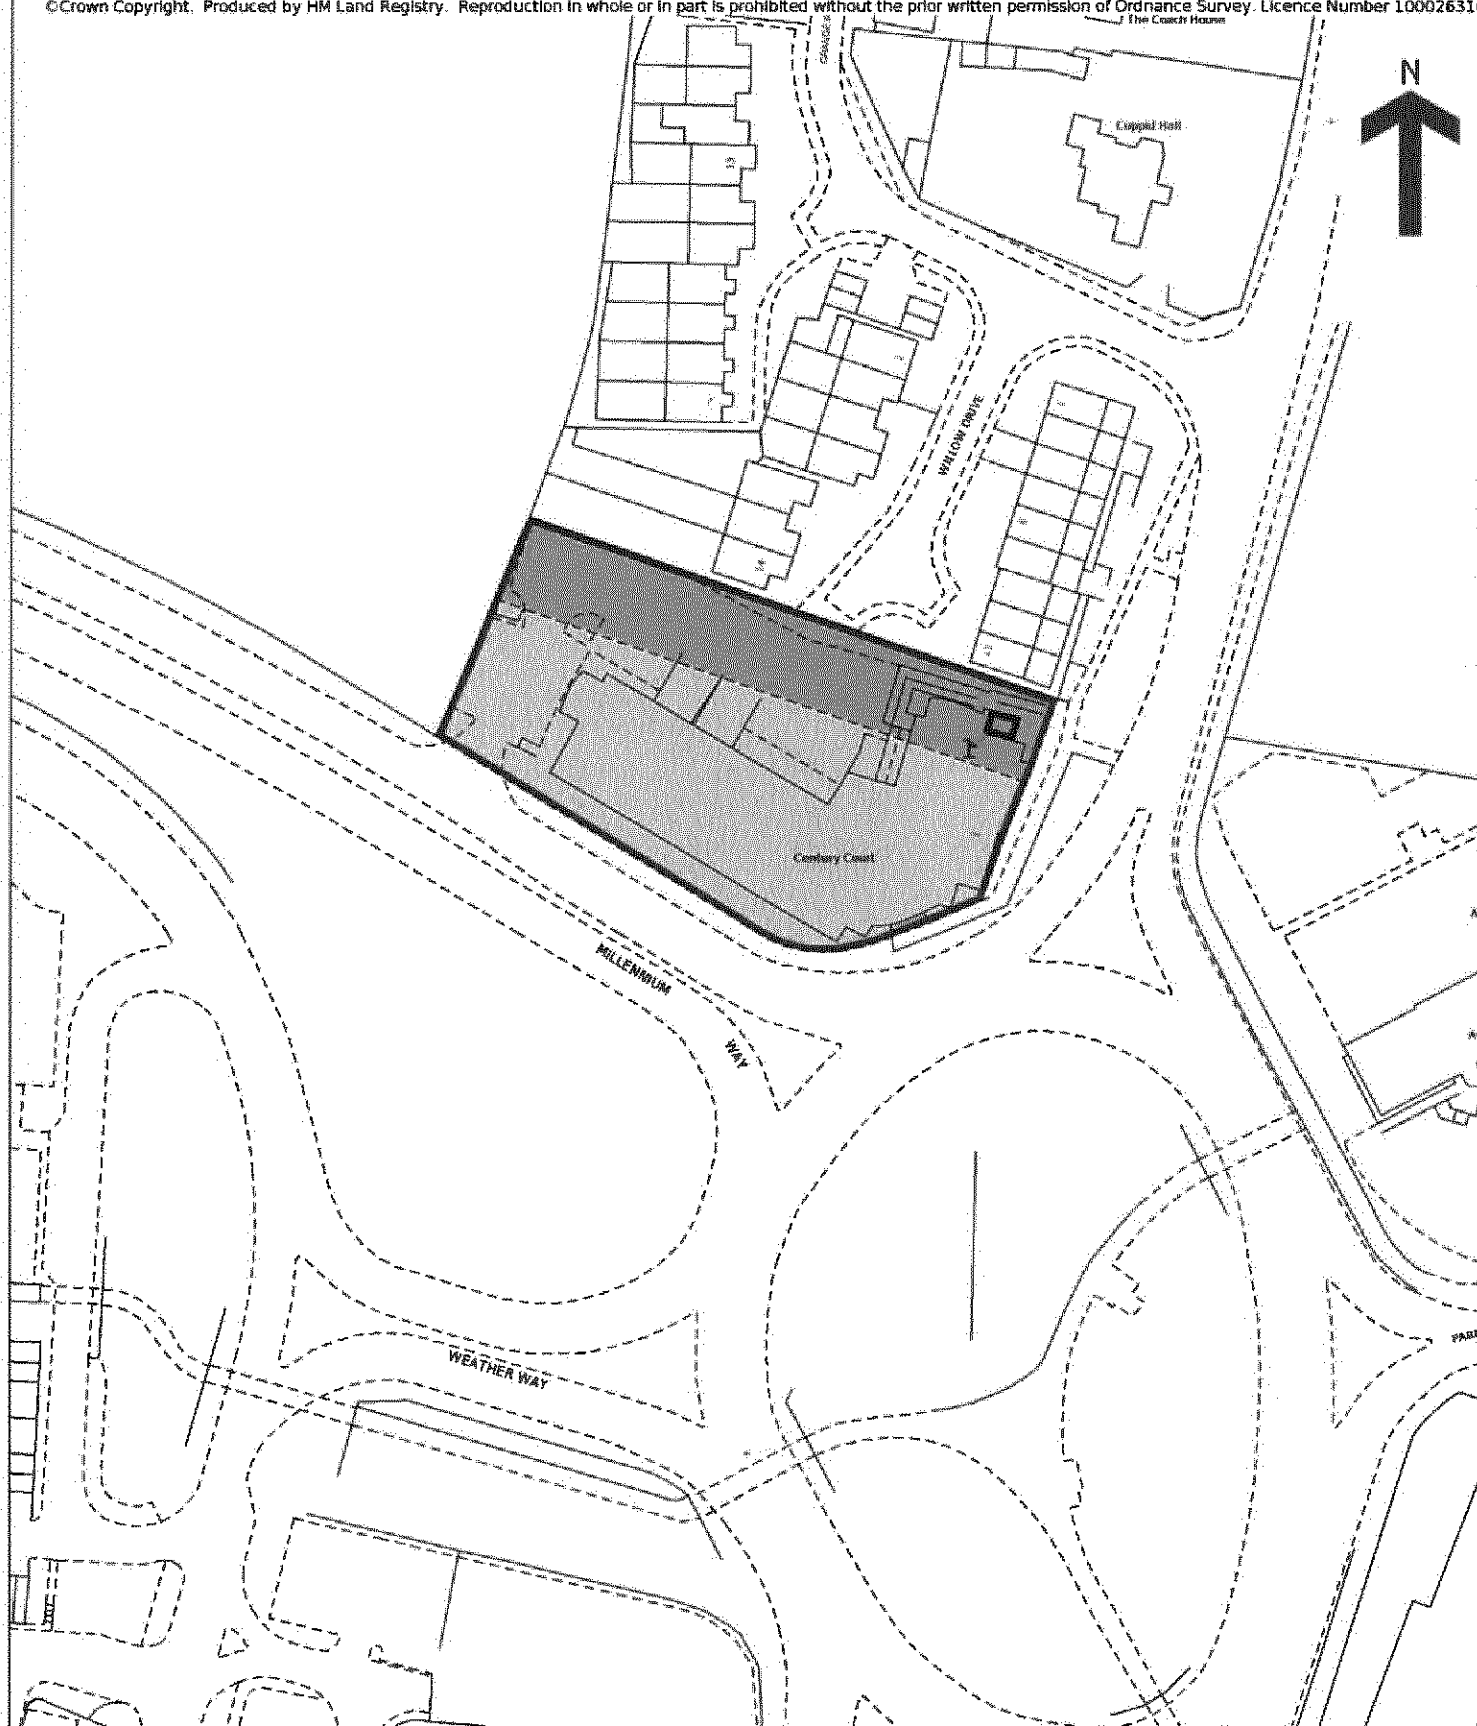 ©Crown Copyright. Produced by HM Land Registry. Reproduction in whole or in part is prohibited without the prior written permission of Ordnance Survey. Licence Number 10002631
The Coach House
N
Coppid Hall
13
WILLOW DRIVE
14
Century Court
MILLENNIUM
WAY
WEATHER WAY